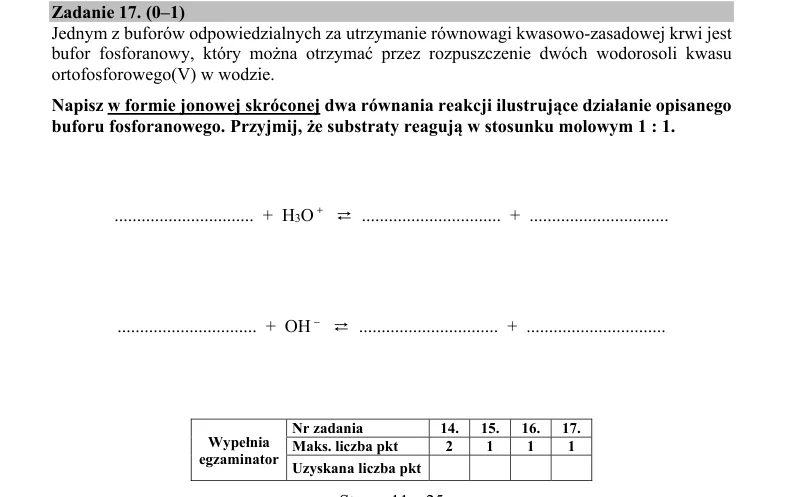 Zadanie 17. (0–1)
Jednym z buforów odpowiedzialnych za utrzymanie równowagi kwasowo-zasadowej krwi jest
bufor fosforanowy, który można otrzymać przez rozpuszczenie dwóch wodorosoli kwasu
ortofosforowego(V) w wodzie.
Napisz w formie jonowej skróconej dwa równania reakcji ilustrujące działanie opisanego
buforu fosforanowego. Przyjmij, że substraty reagują w stosunku molowym 1 : 1.
............................... + H₃O⁺ ⇄ ............................... + ...............................
............................... + OH⁻ ⇄ ............................... + ...............................
Wypełnia egzaminator
Nr zadania 14. 15. 16. 17.
Maks. liczba pkt 2 1 1 1
Uzyskana liczba pkt